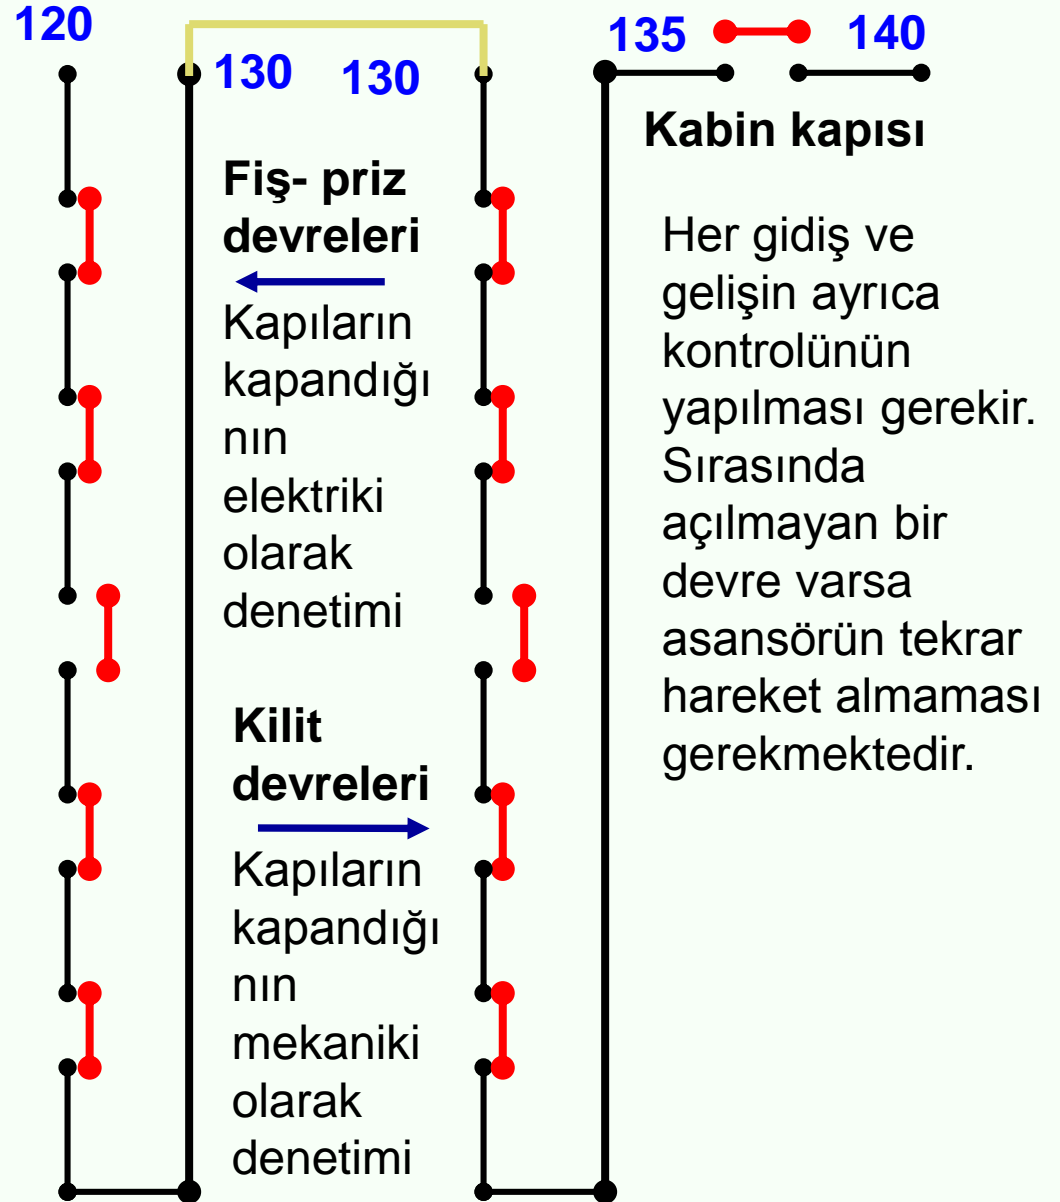 120
130
130
135
140
Kabin kapısı
Fiş- priz
devreleri
Kapıların
kapandığı
nın
elektriki
olarak
denetimi
Kilit
devreleri
Kapıların
kapandığı
nın
mekaniki
olarak
denetimi
Her gidiş ve
gelişin ayrıca
kontrolünün
yapılması gerekir.
Sırasında
açılmayan bir
devre varsa
asansörün tekrar
hareket almaması
gerekmektedir.